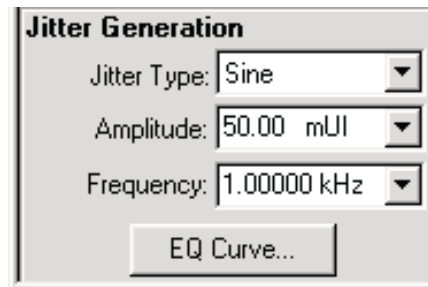 Jitter Generation
Jitter Type: Sine
Amplitude: 50.00 mUI
Frequency: 1.00000 kHz
EQ Curve...